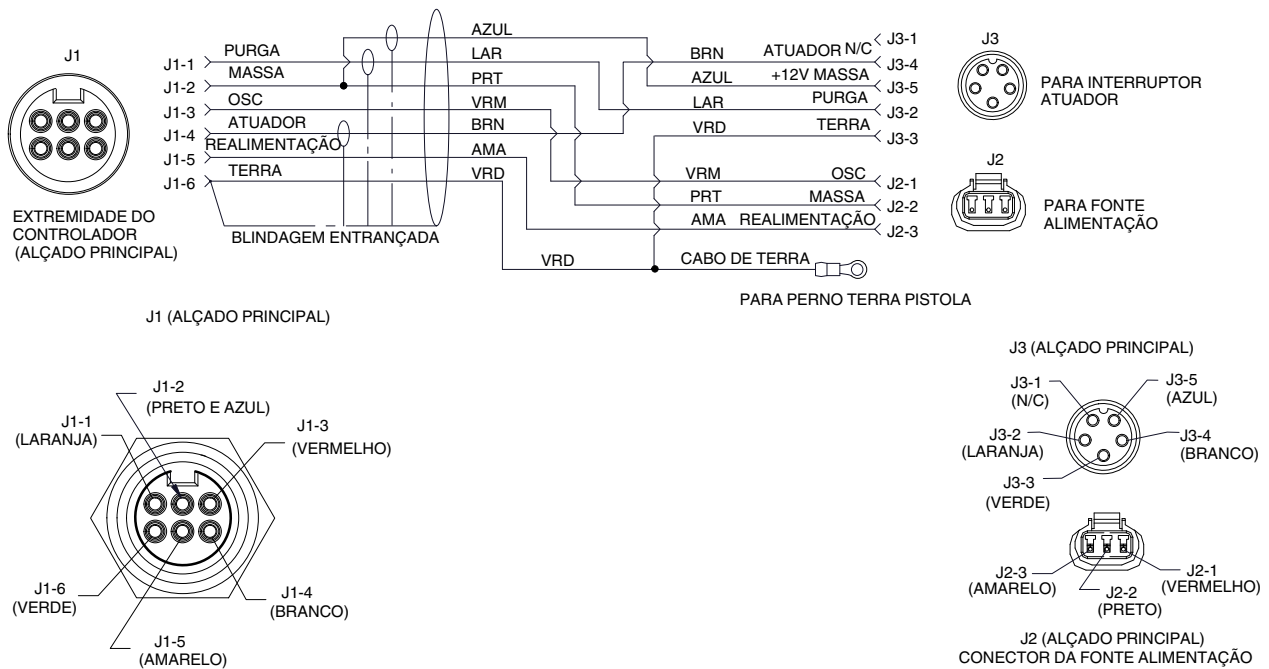 J1
J1-1
PURGA
J1-2
MASSA
J1-3
OSC
J1-4
ATUADOR
REALIMENTAÇÃO
J1-5
J1-6
TERRA
EXTREMIDADE DO
CONTROLADOR
(ALÇADO PRINCIPAL)
BLINDAGEM ENTRANÇADA
AZUL
LAR
PRT
VRM
BRN
AMA
VRD
ATUADOR N/C
J3-1
BRN
J3-4
AZUL
+12V MASSA
J3-5
LAR
PURGA
J3-2
VRD
TERRA
J3-3
VRM
OSC
J2-1
PRT
MASSA
J2-2
AMA
REALIMENTAÇÃO
J2-3
VRD
CABO DE TERRA
PARA PERNO TERRA PISTOLA
J3
PARA INTERRUPTOR
ATUADOR
J2
PARA FONTE
ALIMENTAÇÃO
J1 (ALÇADO PRINCIPAL)
J1-2
(PRETO E AZUL)
J1-1
(LARANJA)
J1-3
(VERMELHO)
J1-6
(VERDE)
J1-4
(BRANCO)
J1-5
(AMARELO)
J3 (ALÇADO PRINCIPAL)
J3-1
(N/C)
J3-5
(AZUL)
J3-2
(LARANJA)
J3-4
(BRANCO)
J3-3
(VERDE)
J2-3
(AMARELO)
J2-2
(PRETO)
J2-1
(VERMELHO)
J2 (ALÇADO PRINCIPAL)
CONECTOR DA FONTE ALIMENTAÇÃO